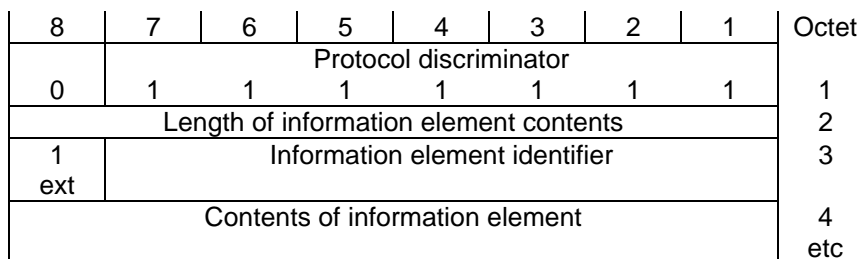 8 7 6 5 4 3 2 1 Octet
Protocol discriminator
0 1 1 1 1 1 1 1 1
Length of information element contents 2
1 Information element identifier 3
ext
Contents of information element 4
etc